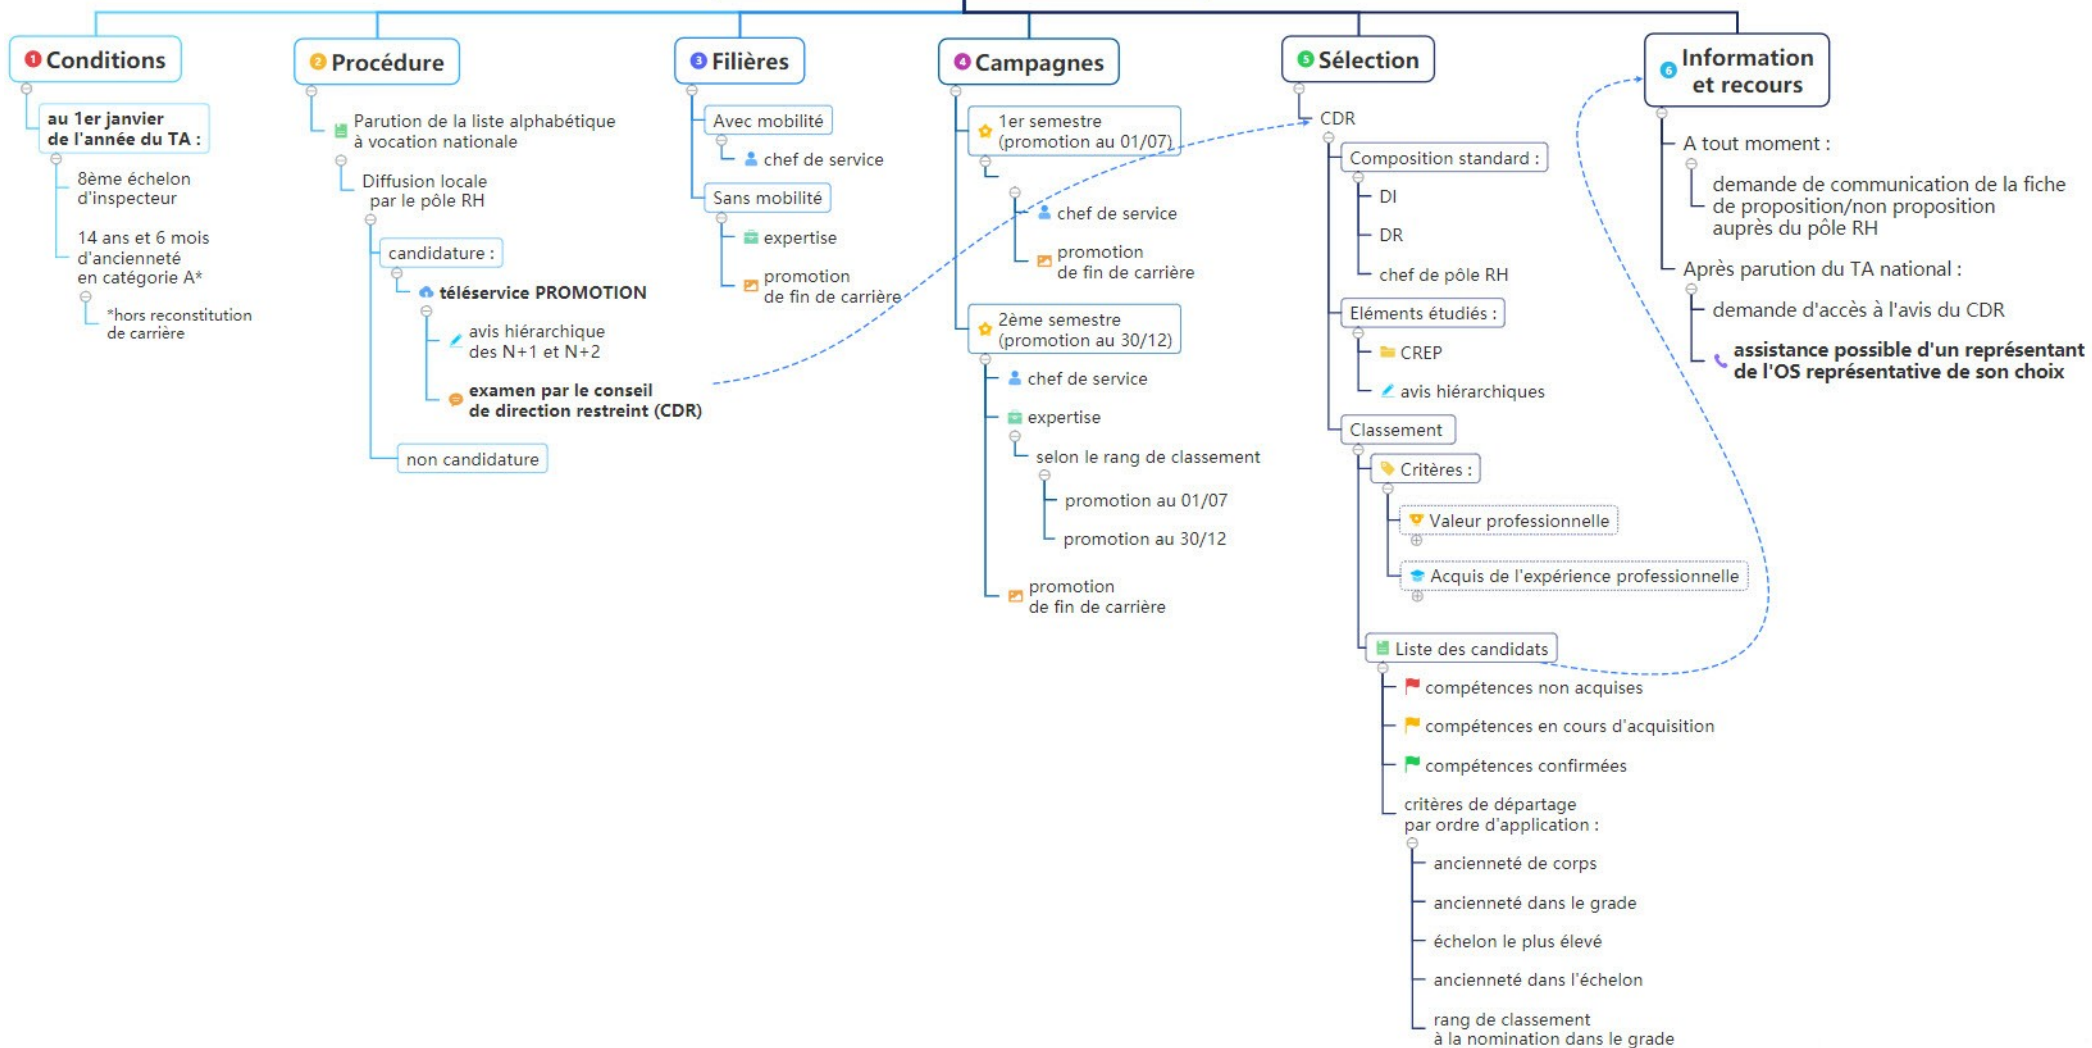 1 Conditions
au 1er janvier
de l'année du TA :
8ème échelon
d'inspecteur
14 ans et 6 mois
d'ancienneté
en catégorie A*
*hors reconstitution
de carrière
2 Procédure
Parution de la liste alphabétique
à vocation nationale
Diffusion locale
par le pôle RH
candidature :
téléservice PROMOTION
avis hiérarchique
des N+1 et N+2
examen par le conseil
de direction restreint (CDR)
non candidature
3 Filières
Avec mobilité
chef de service
Sans mobilité
expertise
promotion
de fin de carrière
4 Campagnes
1er semestre
(promotion au 01/07)
chef de service
promotion
de fin de carrière
2ème semestre
(promotion au 30/12)
chef de service
expertise
selon le rang de classement
promotion au 01/07
promotion au 30/12
promotion
de fin de carrière
5 Sélection
CDR
Composition standard :
DI
DR
chef de pôle RH
Eléments étudiés :
CREP
avis hiérarchiques
Classement
Critères :
Valeur professionnelle
Acquis de l'expérience professionnelle
Liste des candidats
compétences non acquises
compétences en cours d'acquisition
compétences confirmées
critères de départage
par ordre d'application :
ancienneté de corps
ancienneté dans le grade
échelon le plus élevé
ancienneté dans l'échelon
rang de classement
à la nomination dans le grade
6 Information
et recours
A tout moment :
demande de communication de la fiche
de proposition/non proposition
auprès du pôle RH
Après parution du TA national :
demande d'accès à l'avis du CDR
assistance possible d'un représentant
de l'OS représentative de son choix